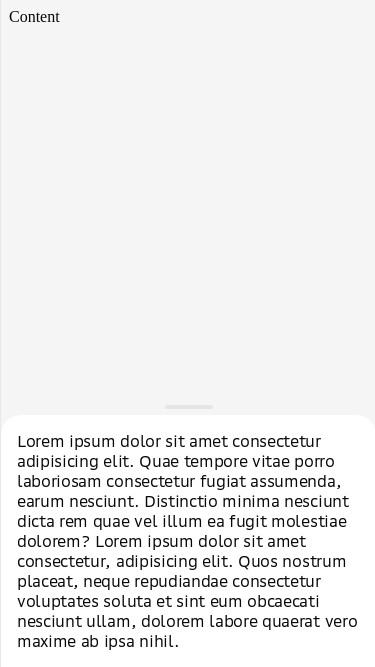 Content
Lorem ipsum dolor sit amet consectetur
adipisicing elit. Quae tempore vitae porro
laboriosam consectetur fugiat assumenda,
earum nesciunt. Distinctio minima nesciunt
dicta rem quae vel illum ea fugit molestiae
dolorem? Lorem ipsum dolor sit amet
consectetur, adipisicing elit. Quos nostrum
placeat, neque repudiandae consectetur
voluptates soluta et sint eum obcaecati
nesciunt ullam, dolorem labore quaerat vero
maxime ab ipsa nihil.